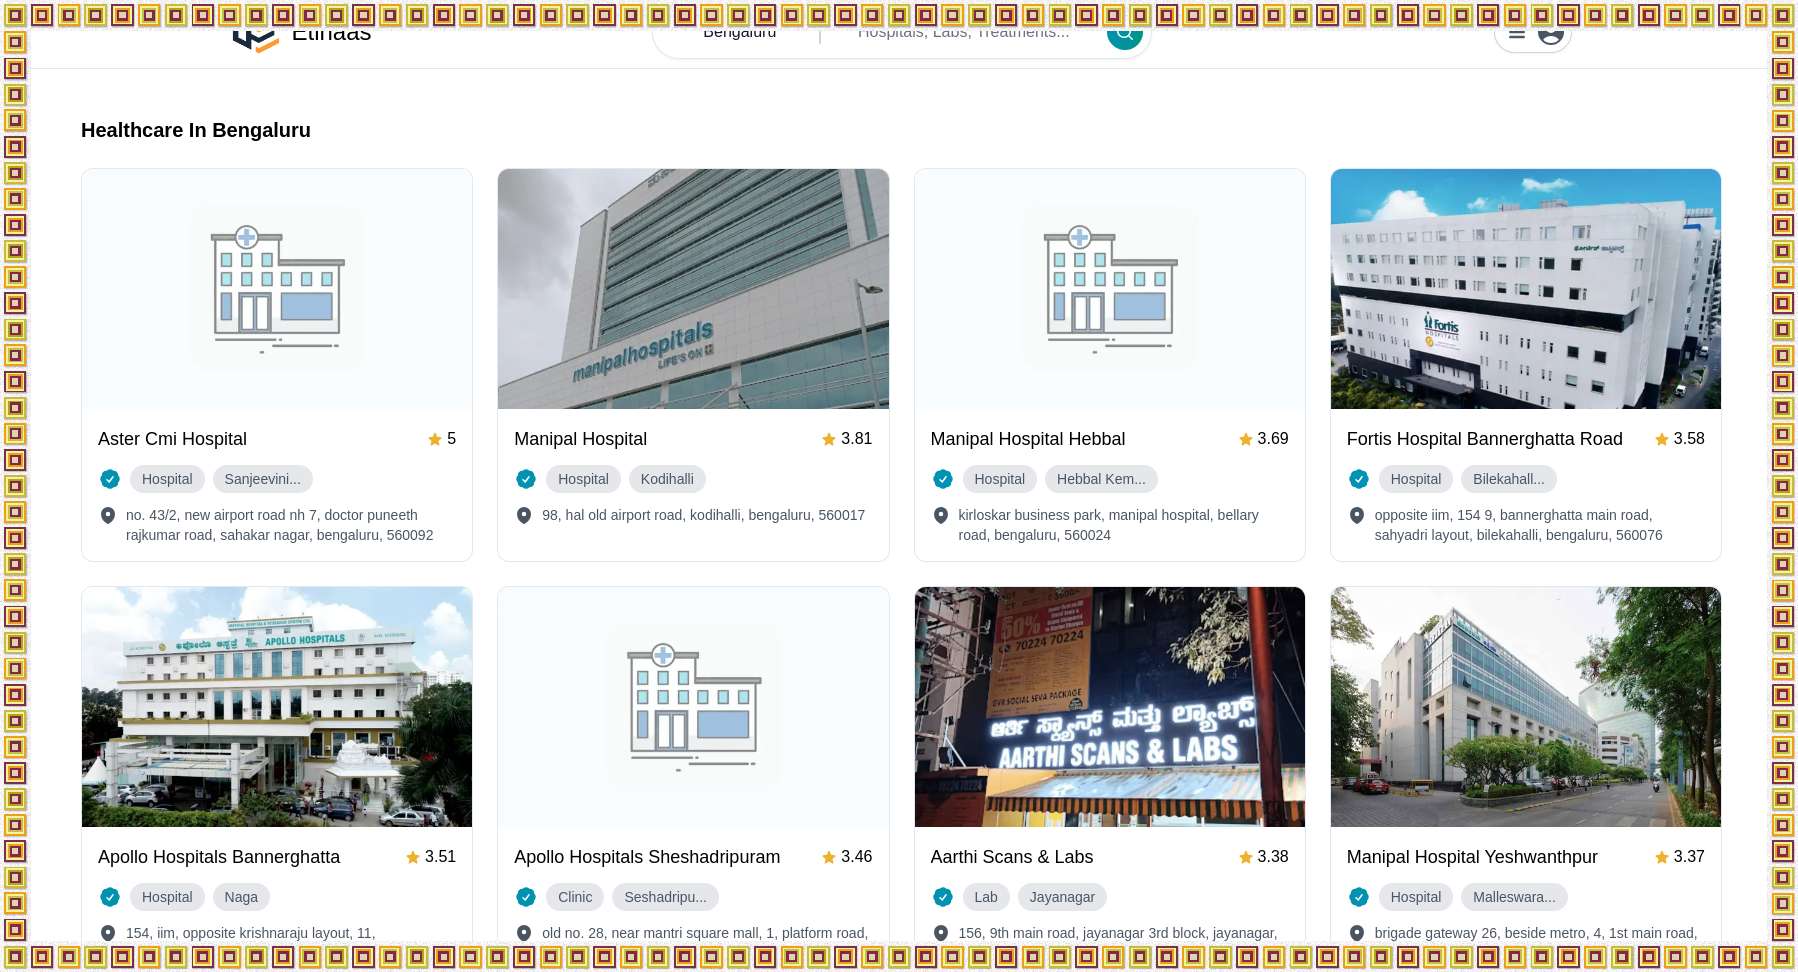 Etihaas
Bengaluru
Hospitals, Labs, Treatments...
Healthcare In Bengaluru
manipalhospitals
LIFE'S ON
Fortis
HOSPITALS
Aster Cmi Hospital
5
Hospital
Sanjeevini...
no. 43/2, new airport road nh 7, doctor puneeth
rajkumar road, sahakar nagar, bengaluru, 560092
Manipal Hospital
3.81
Hospital
Kodihalli
98, hal old airport road, kodihalli, bengaluru, 560017
Manipal Hospital Hebbal
3.69
Hospital
Hebbal Kem...
kirloskar business park, manipal hospital, bellary
road, bengaluru, 560024
Fortis Hospital Bannerghatta Road
3.58
Hospital
Bilekahall...
opposite iim, 154 9, bannerghatta main road,
sahyadri layout, bilekahalli, bengaluru, 560076
APOLLO HOSPITALS
50%
70224 70224
SOCIAL SEVA PACKAGE
ಆರ್ತಿ ಸ್ಕ್ಯಾನ್ಸ್ ಮತ್ತು ಲ್ಯಾಬ್ಸ್
AARTHI SCANS & LABS
Apollo Hospitals Bannerghatta
3.51
Hospital
Naga
154, iim, opposite krishnaraju layout, 11,
Apollo Hospitals Sheshadripuram
3.46
Clinic
Seshadripu...
old no. 28, near mantri square mall, 1, platform road,
Aarthi Scans & Labs
3.38
Lab
Jayanagar
156, 9th main road, jayanagar 3rd block, jayanagar,
Manipal Hospital Yeshwanthpur
3.37
Hospital
Malleswara...
brigade gateway 26, beside metro, 4, 1st main road,